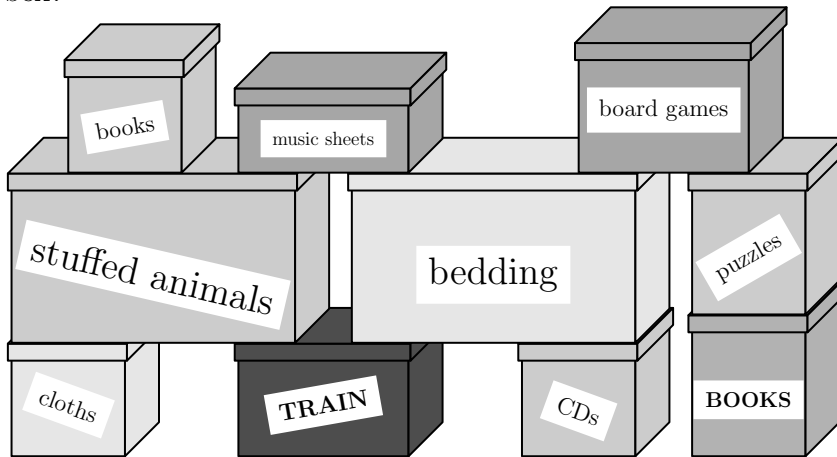 books
music sheets
board games
stuffed animals
bedding
puzzles
cloths
TRAIN
CDs
BOOKS